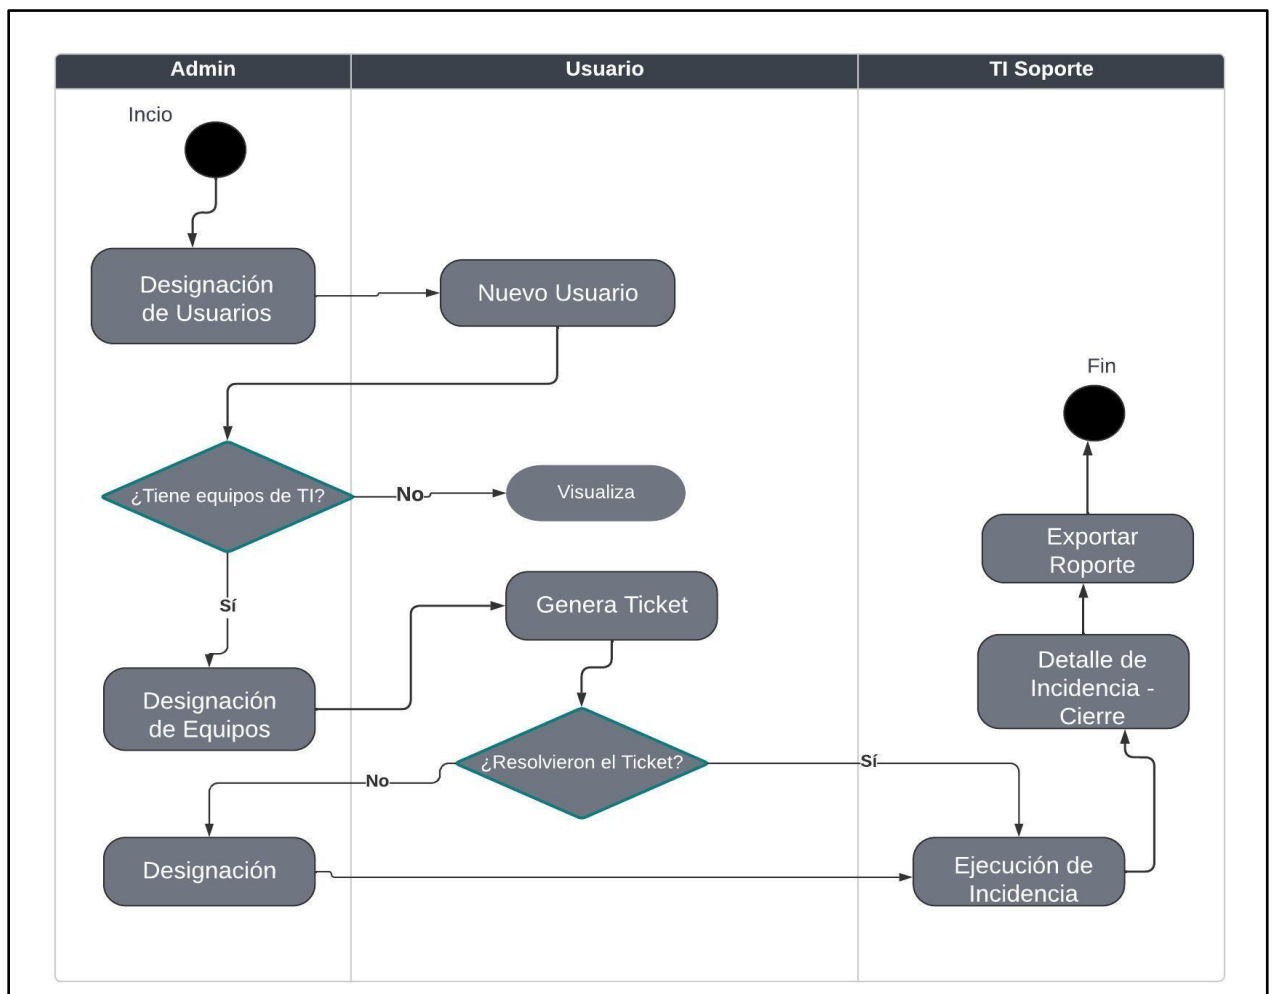 Admin
Usuario
TI Soporte
Incio
Designación
de Usuarios
Nuevo Usuario
Fin
¿Tiene equipos de TI?
No
Visualiza
Exportar
Roporte
Sí
Genera Ticket
Detalle de
Incidencia -
Cierre
Designación
de Equipos
¿Resolvieron el Ticket?
Sí
No
Designación
Ejecución de
Incidencia